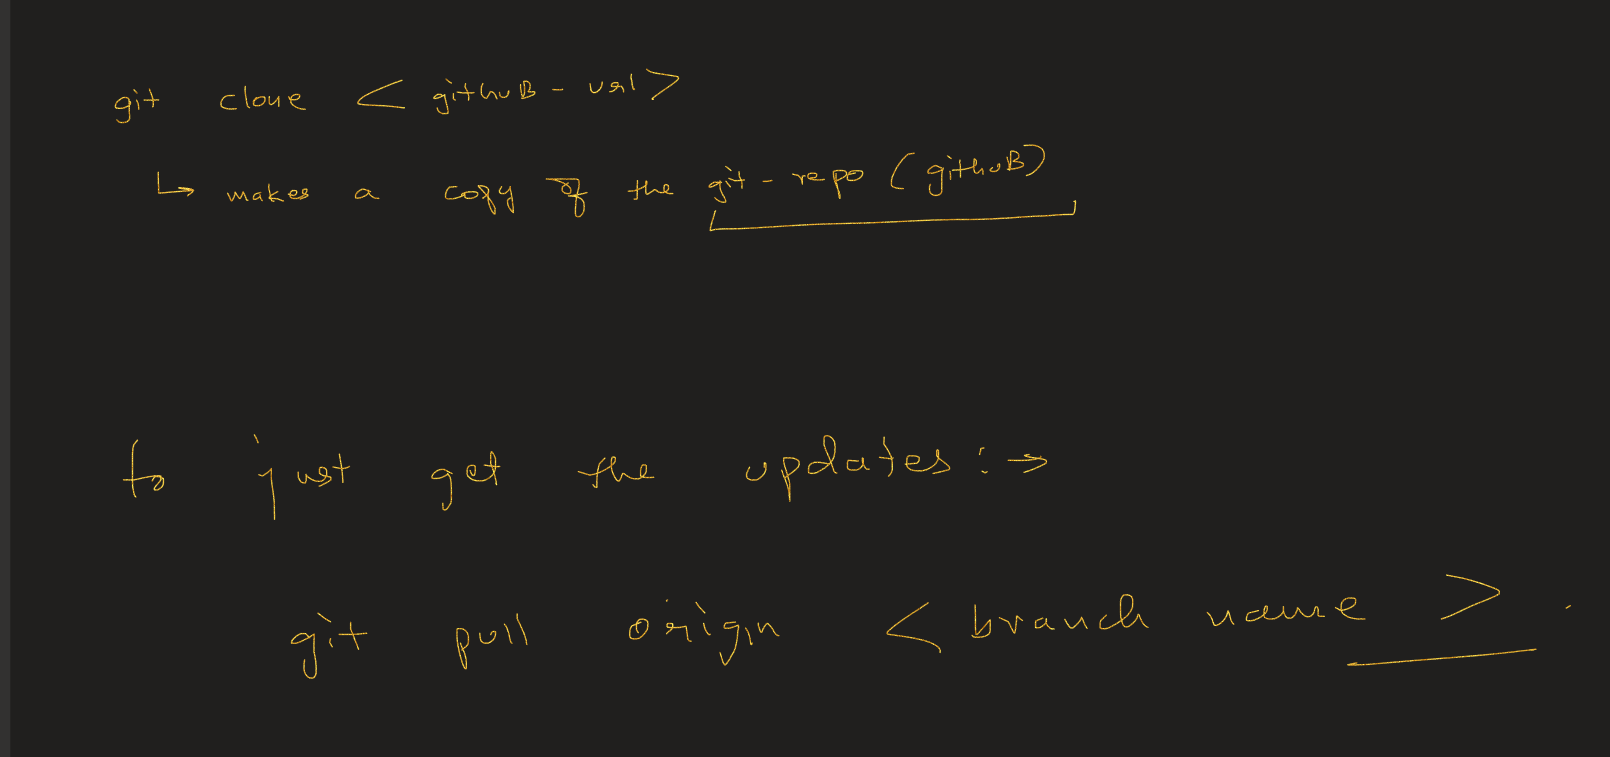 git clone < githuB - url>
↳ makes a copy of the git - repo (githuB)
to just get the updates : →
git pull origin < branch name > .